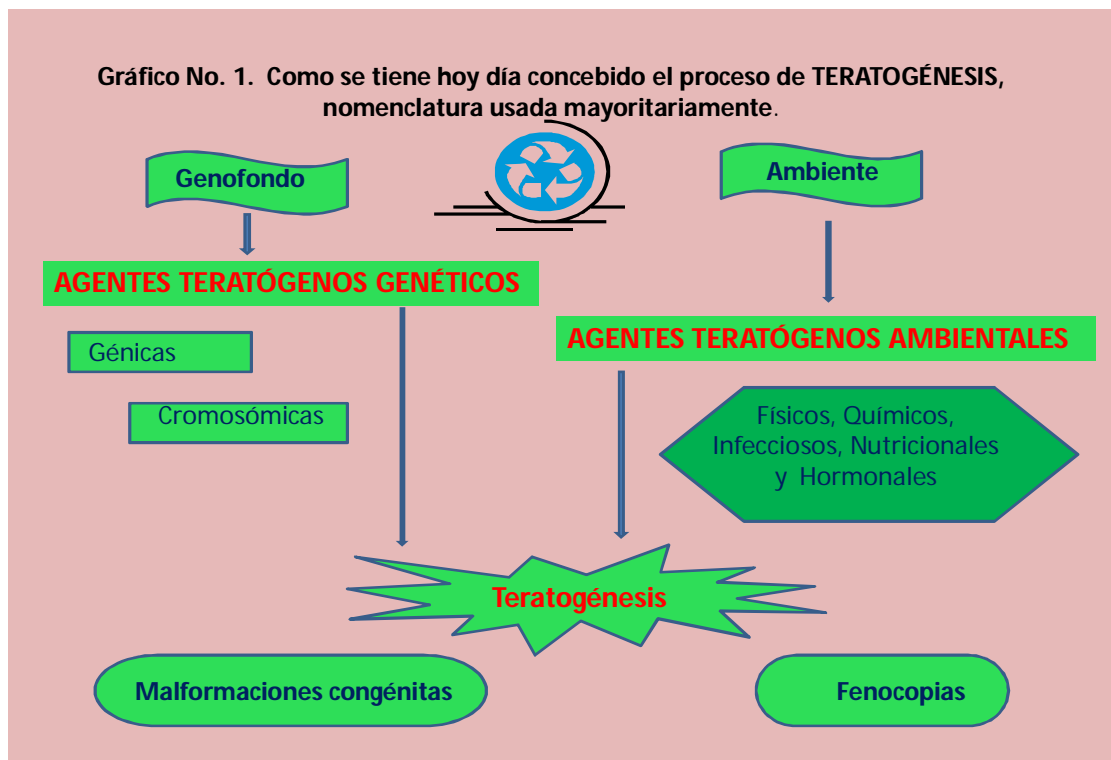 Gráfico No. 1. Como se tiene hoy día concebido el proceso de TERATOGÉNESIS,
nomenclatura usada mayoritariamente.
Genofondo
Ambiente
AGENTES TERATÓGENOS GENÉTICOS
AGENTES TERATÓGENOS AMBIENTALES
Génicas
Cromosómicas
Físicos, Químicos,
Infecciosos, Nutricionales
y Hormonales
Teratogénesis
Malformaciones congénitas
Fenocopias